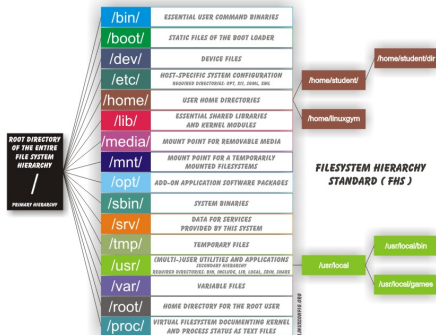 /bin/
ESSENTIAL USER COMMAND BINARIES
/boot/
STATIC FILES OF THE BOOT LOADER
/dev/
DEVICE FILES
/etc/
HOST-SPECIFIC SYSTEM CONFIGURATION
REQUIRED DIRECTORIES: OPT, X11, SGML, XML
/home/
USER HOME DIRECTORIES
/home/student/
/home/student/dir
/home/linuxgym
/lib/
ESSENTIAL SHARED LIBRARIES
AND KERNEL MODULES
/media/
MOUNT POINT FOR REMOVABLE MEDIA
/mnt/
MOUNT POINT FOR A TEMPORARILY
MOUNTED FILESYSTEMS
/opt/
ADD-ON APPLICATION SOFTWARE PACKAGES
/sbin/
SYSTEM BINARIES
/srv/
DATA FOR SERVICES
PROVIDED BY THIS SYSTEM
/tmp/
TEMPORARY FILES
/usr/
(MULTI-)USER UTILITIES AND APPLICATIONS
SECONDARY HIERARCHY
REQUIRED DIRECTORIES: BIN, INCLUDE, LIB, LOCAL, SBIN, SHARE
/usr/local
/usr/local/bin
/usr/local/games
/var/
VARIABLE FILES
/root/
HOME DIRECTORY FOR THE ROOT USER
/proc/
VIRTUAL FILESYSTEM DOCUMENTING KERNEL
AND PROCESS STATUS AS TEXT FILES
ROOT DIRECTORY
OF THE ENTIRE
FILE SYSTEM
HIERARCHY
/
PRIMARY HIERARCHY
FILESYSTEM HIERARCHY
STANDARD ( FHS )
LINUXCONFIG.ORG